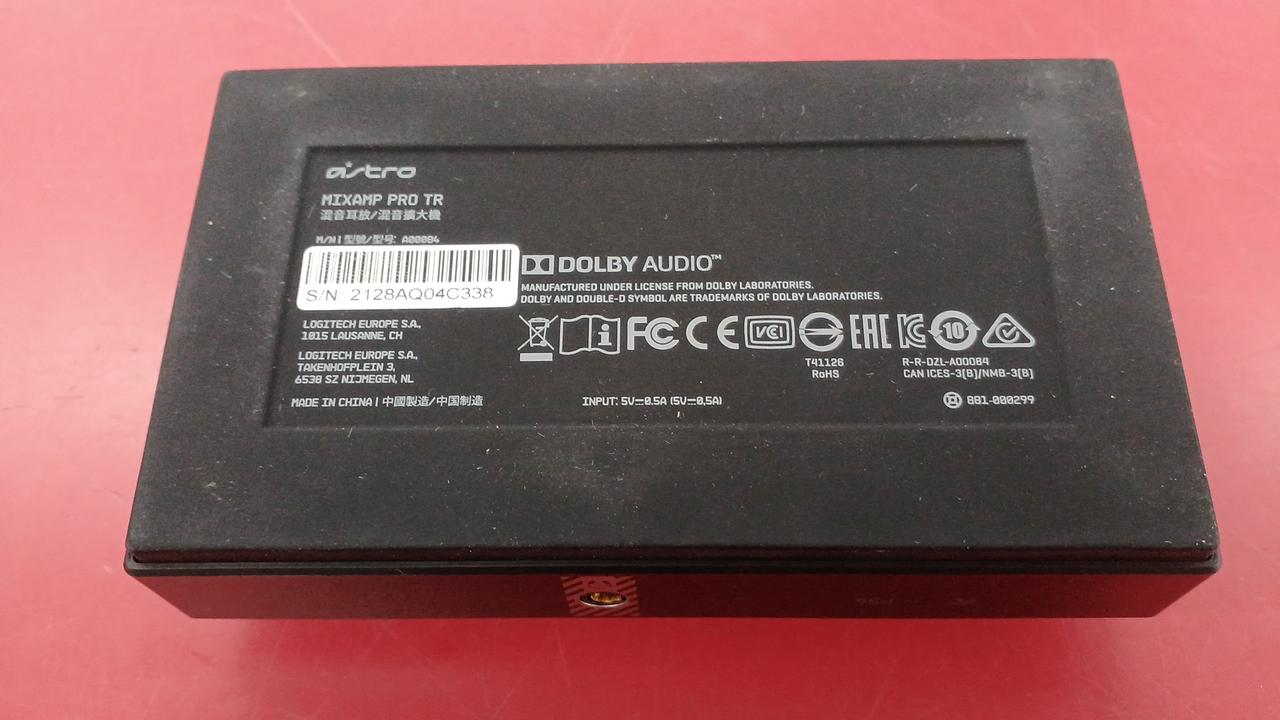 astro
MIXAMP PRO TR
混音耳放/混音擴大機
M/N | 型號/型号: A00084
S/N: 2128AQ04C338
DOLBY AUDIO™
MANUFACTURED UNDER LICENSE FROM DOLBY LABORATORIES.
DOLBY AND DOUBLE-D SYMBOL ARE TRADEMARKS OF DOLBY LABORATORIES.
LOGITECH EUROPE S.A.,
1015 LAUSANNE, CH
LOGITECH EUROPE S.A.,
TAKENHOFPLEIN 3,
6538 SZ NIJMEGEN, NL
MADE IN CHINA | 中國製造/中国制造
i FC CE VCCI EAC KC 10
T41126
RoHS
R-R-DZL-A00084
CAN ICES-3(B)/NMB-3(B)
INPUT: 5V⎓0.5A (5V⎓0,5A)
881-000299